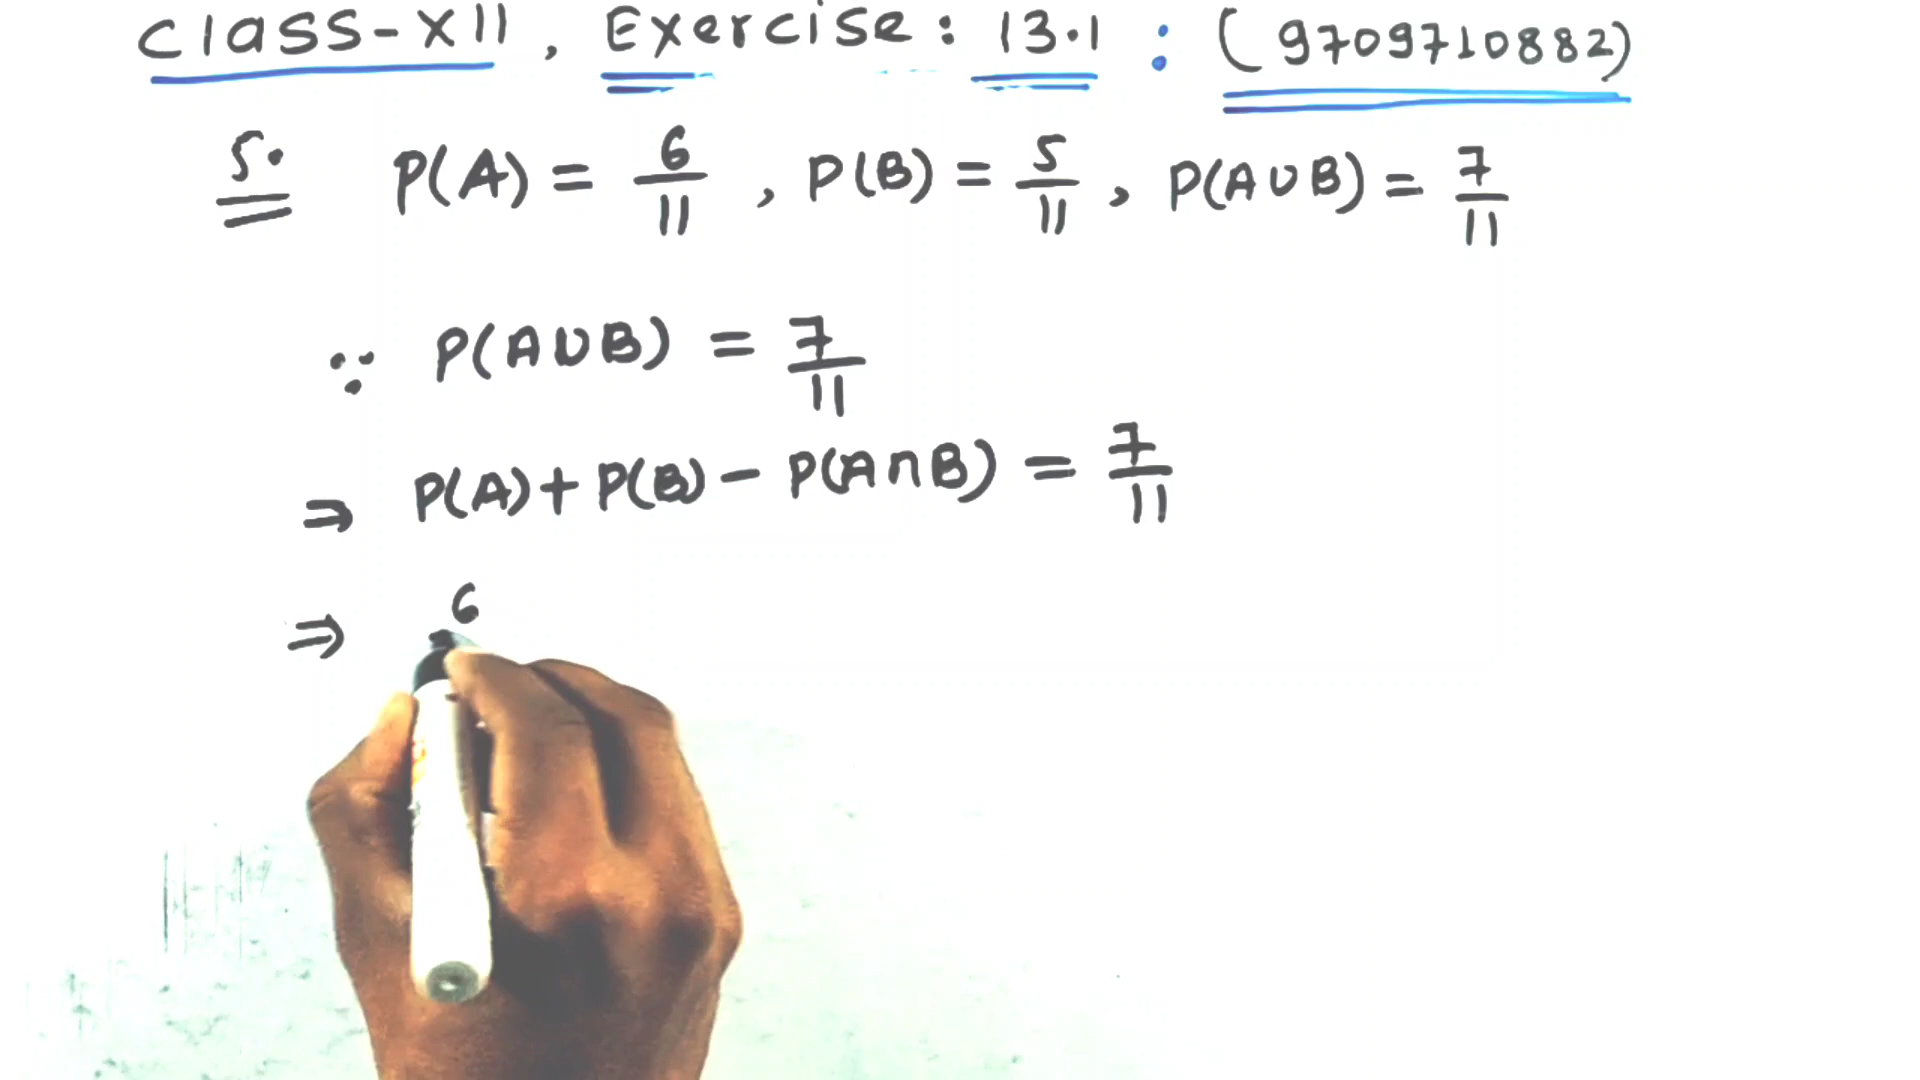 Class-XII, Exercise: 13.1 : (9709710882)
5. P(A) = 6/11, P(B) = 5/11, P(A∪B) = 7/11
∵ P(A∪B) = 7/11
⇒ P(A)+P(B) - P(A∩B) = 7/11
⇒ 6